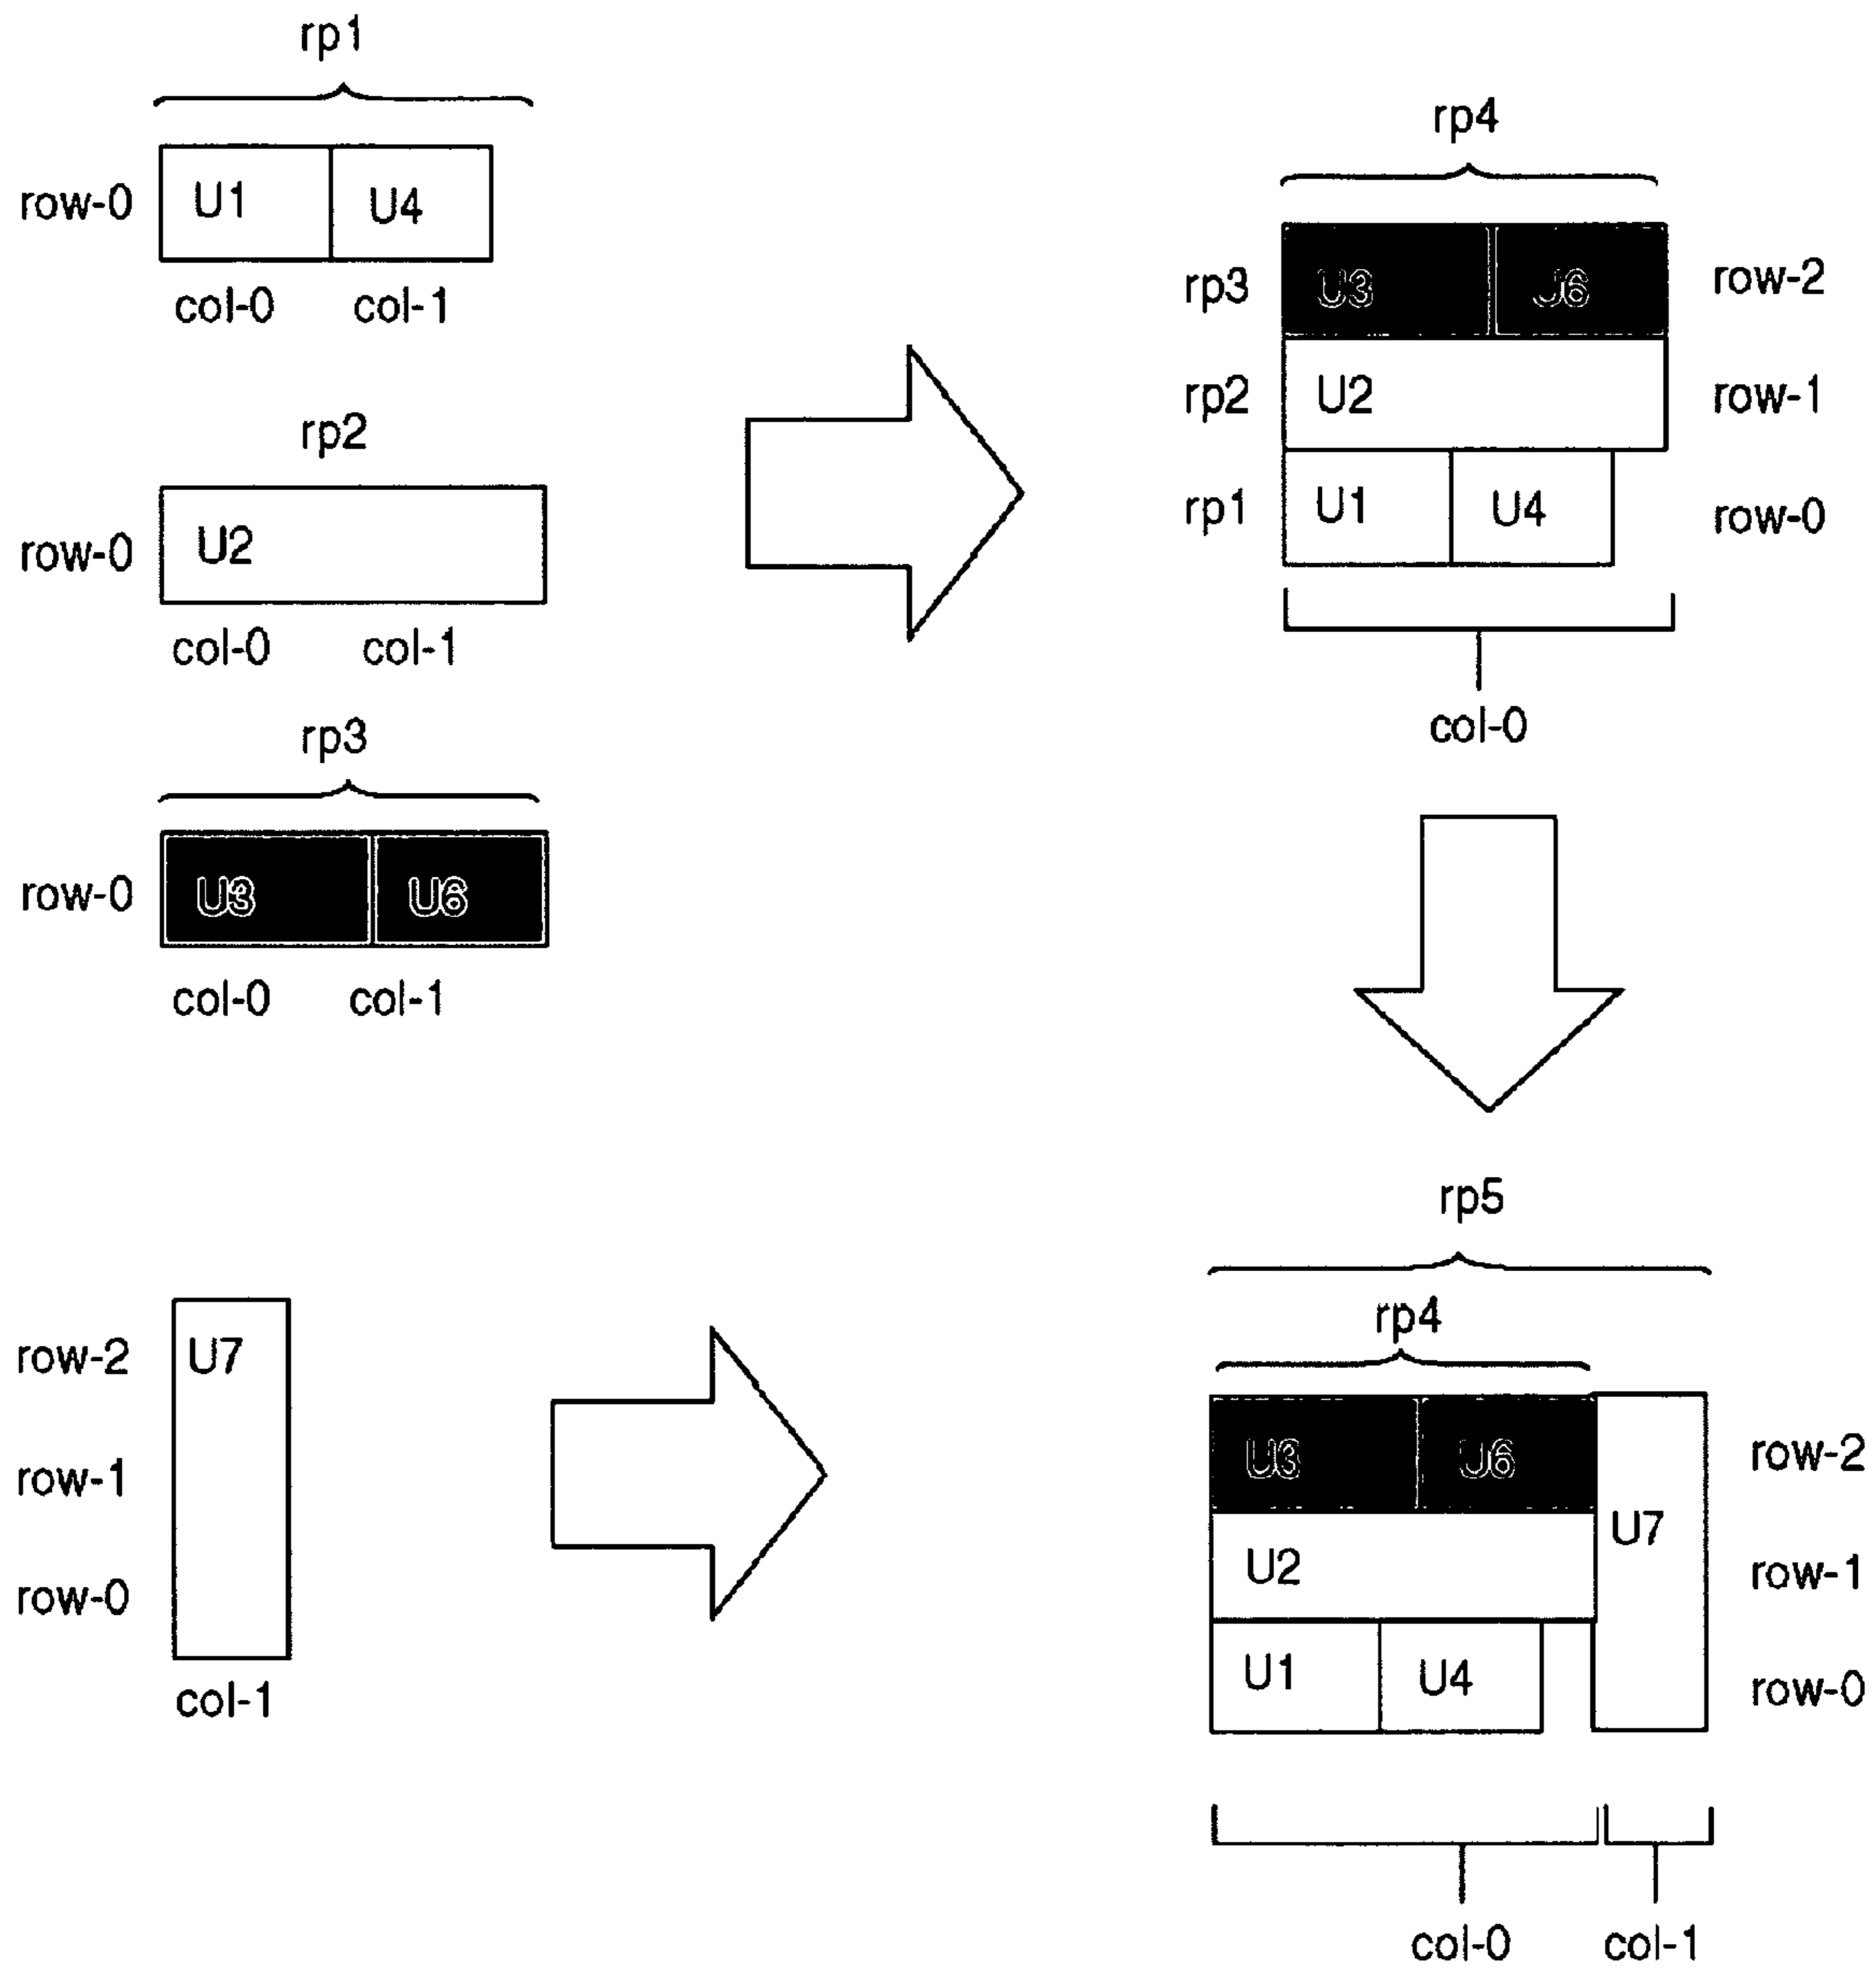 rp1
row-0 U1 U4
col-0 col-1
rp2
row-0 U2
col-0 col-1
rp3
row-0 U3 U6
col-0 col-1
rp4
rp3 U3 U6 row-2
rp2 U2 row-1
rp1 U1 U4 row-0
col-0
row-2 U7
row-1
row-0
col-1
rp5
rp4
U3 U6 row-2
U7
U2 row-1
U1 U4 row-0
col-0 col-1